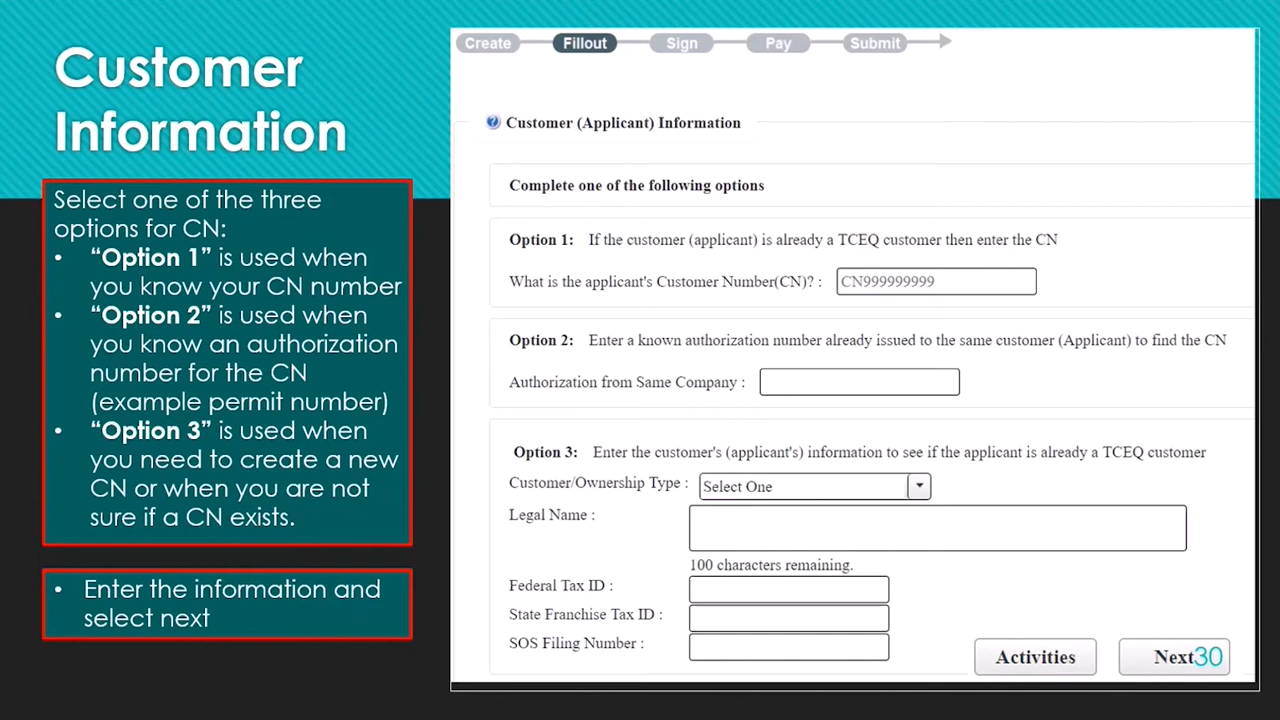 Customer
Information
Select one of the three
options for CN:
• “Option 1” is used when
you know your CN number
• “Option 2” is used when
you know an authorization
number for the CN
(example permit number)
• “Option 3” is used when
you need to create a new
CN or when you are not
sure if a CN exists.
• Enter the information and
select next
Create Fillout Sign Pay Submit
? Customer (Applicant) Information
Complete one of the following options
Option 1: If the customer (applicant) is already a TCEQ customer then enter the CN
What is the applicant's Customer Number(CN)? : CN999999999
Option 2: Enter a known authorization number already issued to the same customer (Applicant) to find the CN
Authorization from Same Company :
Option 3: Enter the customer's (applicant's) information to see if the applicant is already a TCEQ customer
Customer/Ownership Type : Select One
Legal Name :
100 characters remaining.
Federal Tax ID :
State Franchise Tax ID :
SOS Filing Number :
Activities Next 30